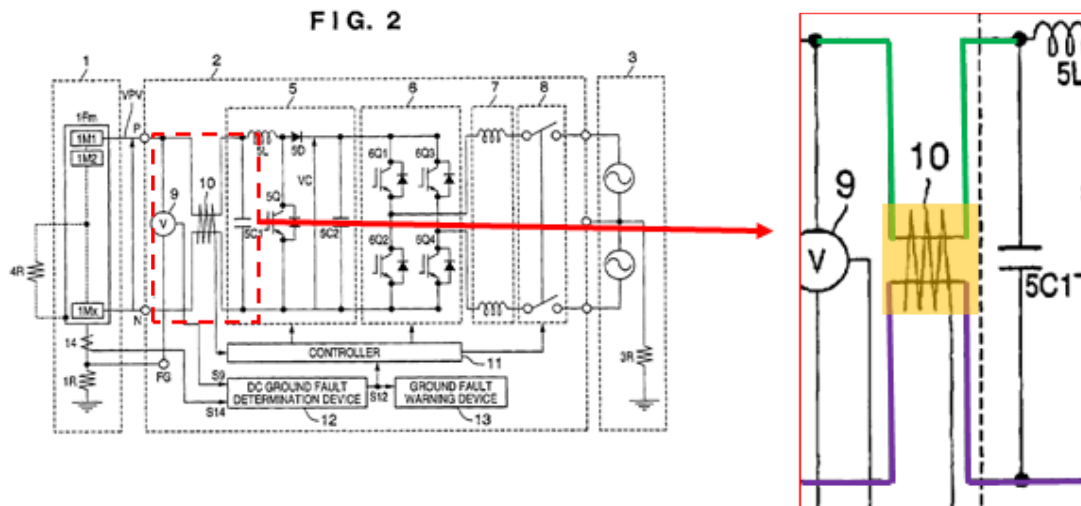 FIG. 2
1
2
3
VPV
P
1Rm
1M1
1M2
5
6
7
8
10
9
V
5L
5D
5Q
VC
5C1
5C2
6Q1
6Q3
6Q2
6Q4
4R
1Mx
N
14
1R
FG
S9
S14
CONTROLLER
11
DC GROUND FAULT
DETERMINATION DEVICE
12
S12
GROUND FAULT
WARNING DEVICE
13
3R
5L
10
9
V
5C1